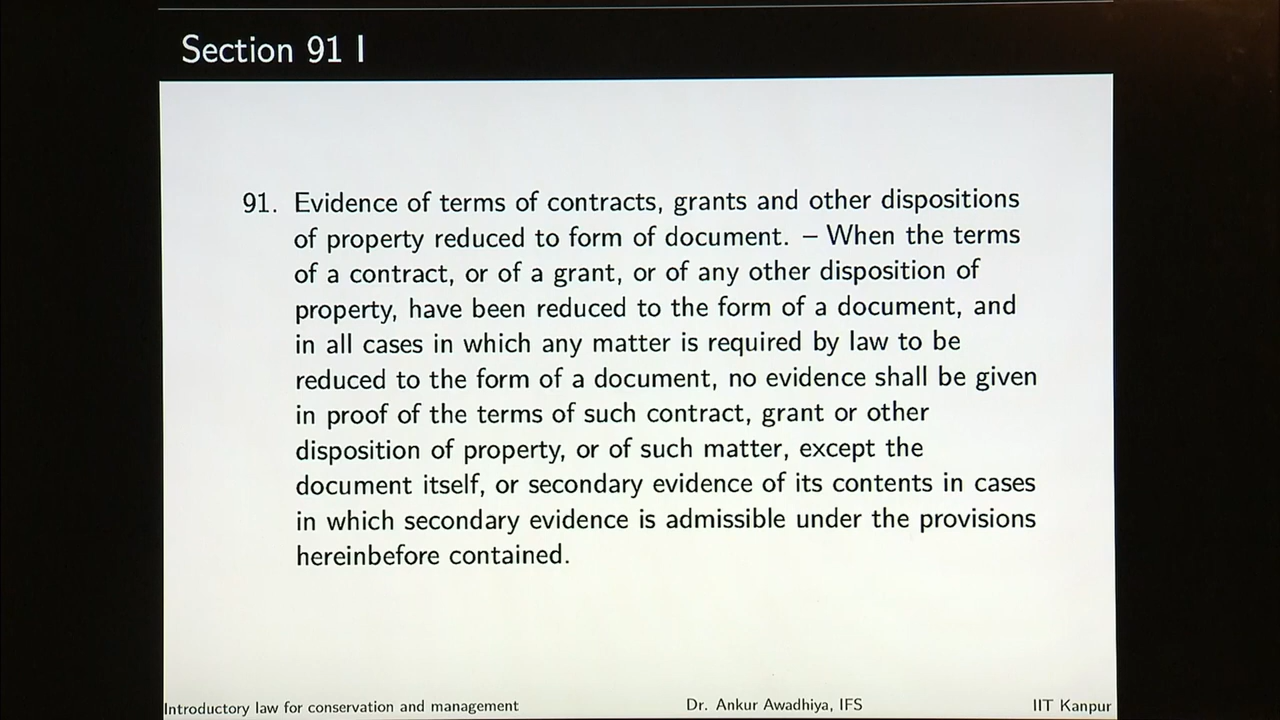 Section 91 I
91. Evidence of terms of contracts, grants and other dispositions
of property reduced to form of document. – When the terms
of a contract, or of a grant, or of any other disposition of
property, have been reduced to the form of a document, and
in all cases in which any matter is required by law to be
reduced to the form of a document, no evidence shall be given
in proof of the terms of such contract, grant or other
disposition of property, or of such matter, except the
document itself, or secondary evidence of its contents in cases
in which secondary evidence is admissible under the provisions
hereinbefore contained.
Introductory law for conservation and management Dr. Ankur Awadhiya, IFS IIT Kanpur